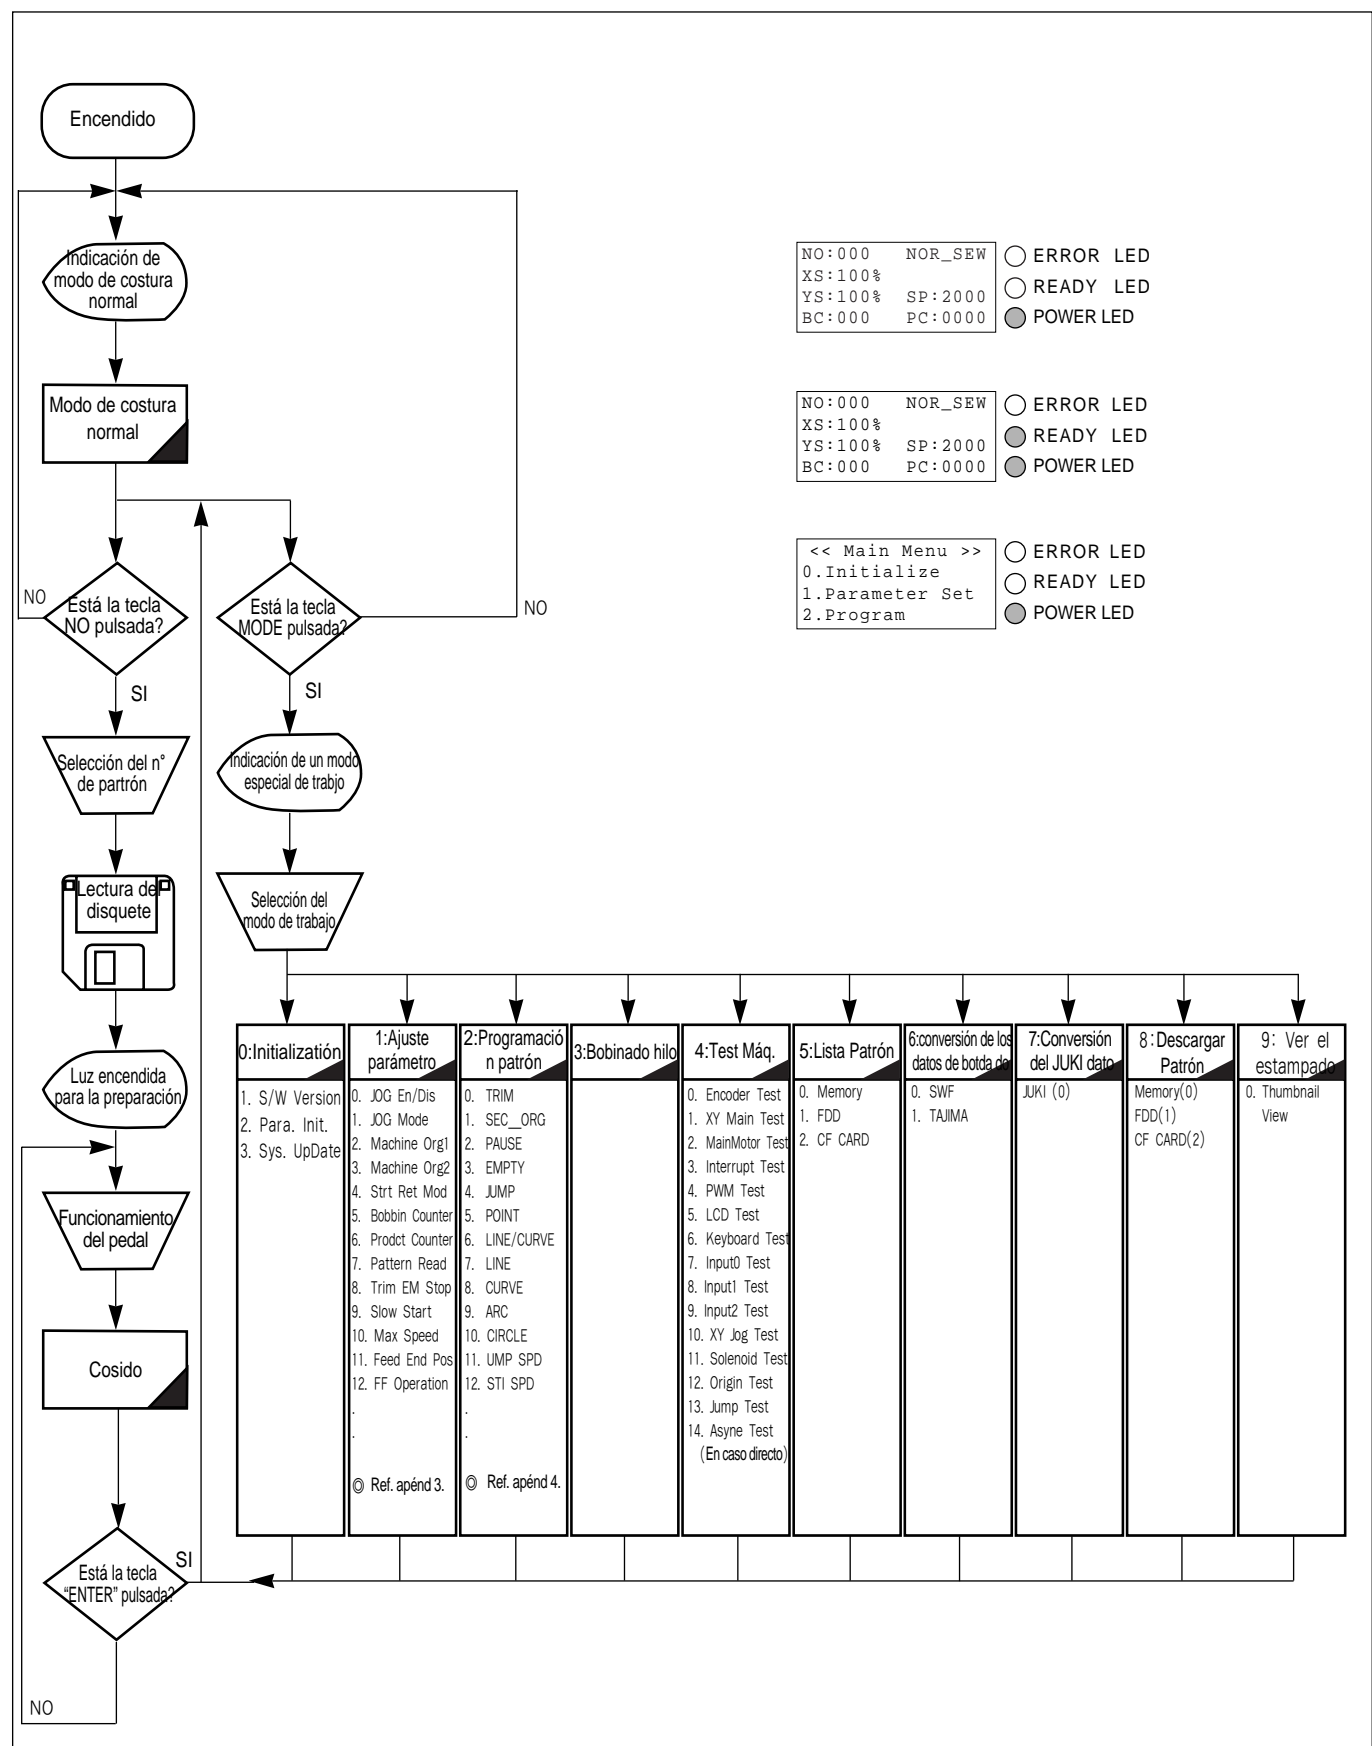 Encendido
Indicación de
modo de costura
normal
Modo de costura
normal
NO
Está la tecla
NO pulsada?
SI
Está la tecla
MODE pulsada?
NO
SI
Selección del n°
de partrón
Indicación de un modo
especial de trabjo
Lectura del
disquete
Selección del
modo de trabajo
Luz encendida
para la preparación
Funcionamiento
del pedal
Cosido
Está la tecla
“ENTER” pulsada?
SI
NO
NO:000 NOR_SEW
XS:100%
YS:100% SP:2000
BC:000 PC:0000
ERROR LED
READY LED
POWER LED
NO:000 NOR_SEW
XS:100%
YS:100% SP:2000
BC:000 PC:0000
ERROR LED
READY LED
POWER LED
<< Main Menu >>
0.Initialize
1.Parameter Set
2.Program
ERROR LED
READY LED
POWER LED
0:Initializatión
1. S/W Version
2. Para. Init.
3. Sys. UpDate
1:Ajuste
parámetro
0. JOG En/Dis
1. JOG Mode
2. Machine Org1
3. Machine Org2
4. Strt Ret Mod
5. Bobbin Counter
6. Prodct Counter
7. Pattern Read
8. Trim EM Stop
9. Slow Start
10. Max Speed
11. Feed End Pos
12. FF Operation
.
.
◎ Ref. apénd 3.
2:Programació
n patrón
0. TRIM
1. SEC_ORG
2. PAUSE
3. EMPTY
4. JUMP
5. POINT
6. LINE/CURVE
7. LINE
8. CURVE
9. ARC
10. CIRCLE
11. UMP SPD
12. STI SPD
.
.
◎ Ref. apénd 4.
3:Bobinado hilo
4:Test Máq.
0. Encoder Test
1. XY Main Test
2. MainMotor Test
3. Interrupt Test
4. PWM Test
5. LCD Test
6. Keyboard Test
7. Input0 Test
8. Input1 Test
9. Input2 Test
10. XY Jog Test
11. Solenoid Test
12. Origin Test
13. Jump Test
14. Asyne Test
(En caso directo)
5:Lista Patrón
0. Memory
1. FDD
2. CF CARD
6:conversión de los
datos de botda do
0. SWF
1. TAJIMA
7:Conversión
del JUKI dato
JUKI (0)
8:Descargar
Patrón
Memory(0)
FDD(1)
CF CARD(2)
9: Ver el
estampado
0. Thumbnail
View